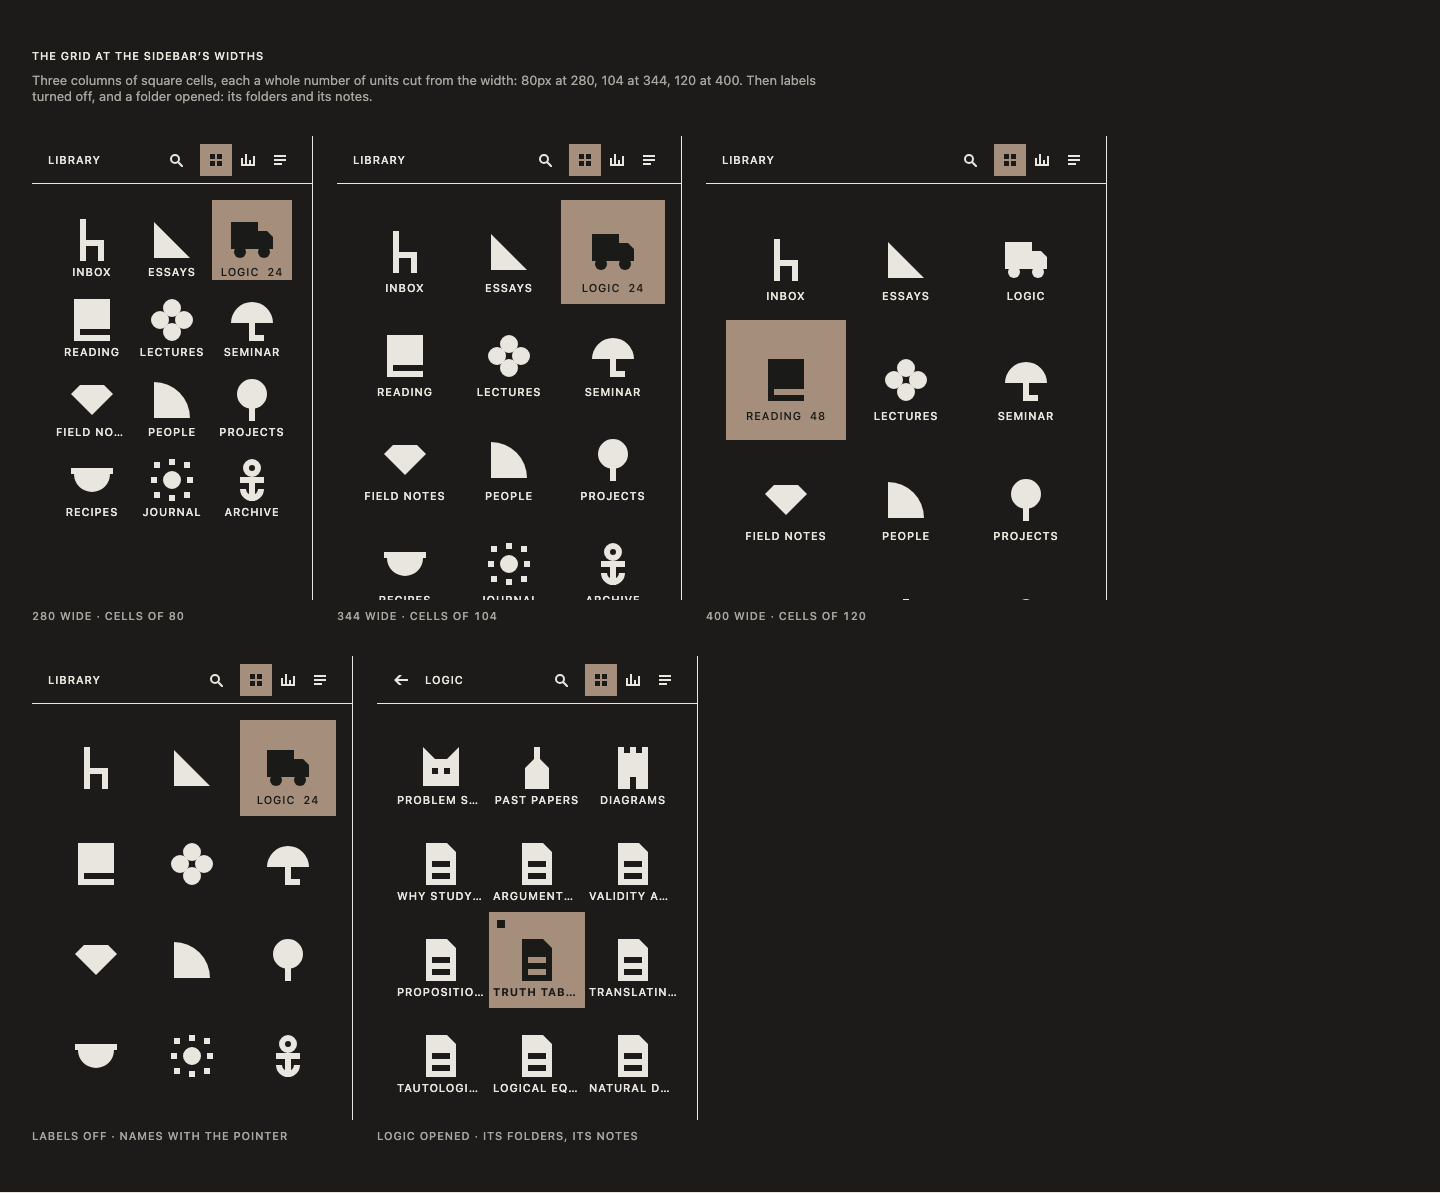 THE GRID AT THE SIDEBAR’S WIDTHS
Three columns of square cells, each a whole number of units cut from the width: 80px at 280, 104 at 344, 120 at 400. Then labels
turned off, and a folder opened: its folders and its notes.
LIBRARY
INBOX ESSAYS LOGIC 24
READING LECTURES SEMINAR
FIELD NO… PEOPLE PROJECTS
RECIPES JOURNAL ARCHIVE
280 WIDE · CELLS OF 80
LIBRARY
INBOX ESSAYS LOGIC 24
READING LECTURES SEMINAR
FIELD NOTES PEOPLE PROJECTS
RECIPES JOURNAL ARCHIVE
344 WIDE · CELLS OF 104
LIBRARY
INBOX ESSAYS LOGIC
READING 48 LECTURES SEMINAR
FIELD NOTES PEOPLE PROJECTS
400 WIDE · CELLS OF 120
LIBRARY
LOGIC 24
LABELS OFF · NAMES WITH THE POINTER
LOGIC
PROBLEM S… PAST PAPERS DIAGRAMS
WHY STUDY… ARGUMENT… VALIDITY A…
PROPOSITIO… TRUTH TAB… TRANSLATIN…
TAUTOLOGI… LOGICAL EQ… NATURAL D…
LOGIC OPENED · ITS FOLDERS, ITS NOTES